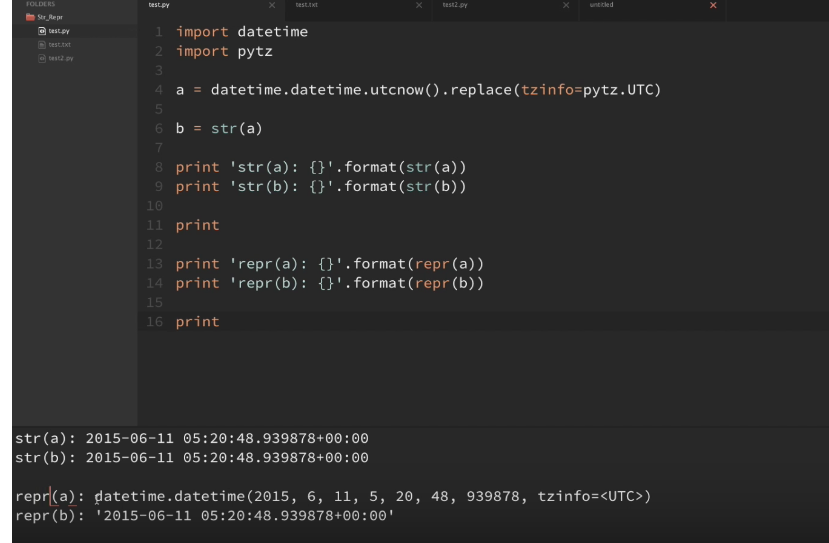 FOLDERS
Str_Repr
test.py
test.txt
test2.py
test.py × test.txt × test2.py × untitled ×
1 import datetime
2 import pytz
3
4 a = datetime.datetime.utcnow().replace(tzinfo=pytz.UTC)
5
6 b = str(a)
7
8 print 'str(a): {}'.format(str(a))
9 print 'str(b): {}'.format(str(b))
10
11 print
12
13 print 'repr(a): {}'.format(repr(a))
14 print 'repr(b): {}'.format(repr(b))
15
16 print
str(a): 2015-06-11 05:20:48.939878+00:00
str(b): 2015-06-11 05:20:48.939878+00:00
repr(a): datetime.datetime(2015, 6, 11, 5, 20, 48, 939878, tzinfo=<UTC>)
repr(b): '2015-06-11 05:20:48.939878+00:00'